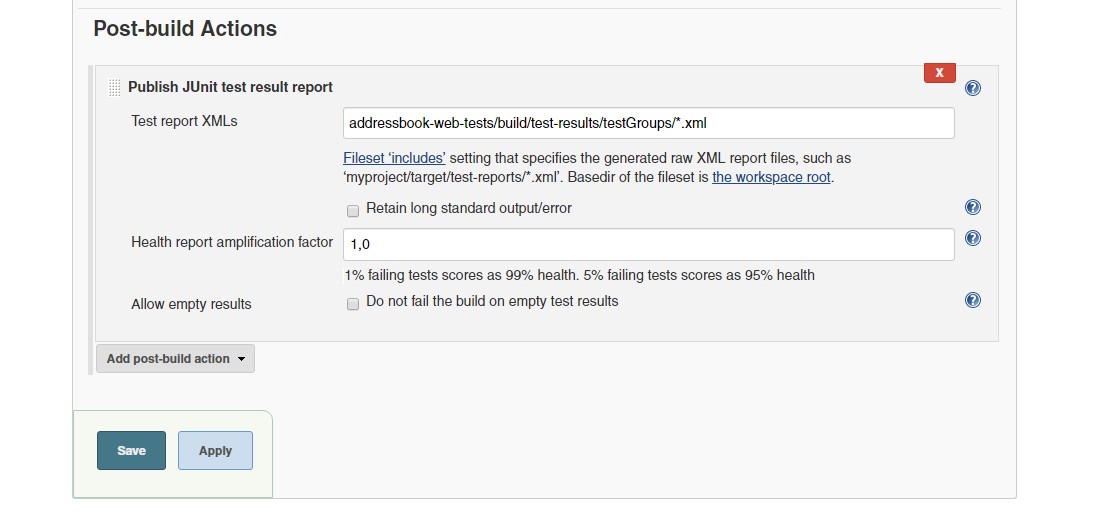 Post-build Actions
X
Publish JUnit test result report
?
Test report XMLs
addressbook-web-tests/build/test-results/testGroups/*.xml
Fileset ‘includes’ setting that specifies the generated raw XML report files, such as
‘myproject/target/test-reports/*.xml’. Basedir of the fileset is the workspace root.
Retain long standard output/error
?
Health report amplification factor
1,0
?
1% failing tests scores as 99% health. 5% failing tests scores as 95% health
Allow empty results
Do not fail the build on empty test results
?
Add post-build action
Save
Apply